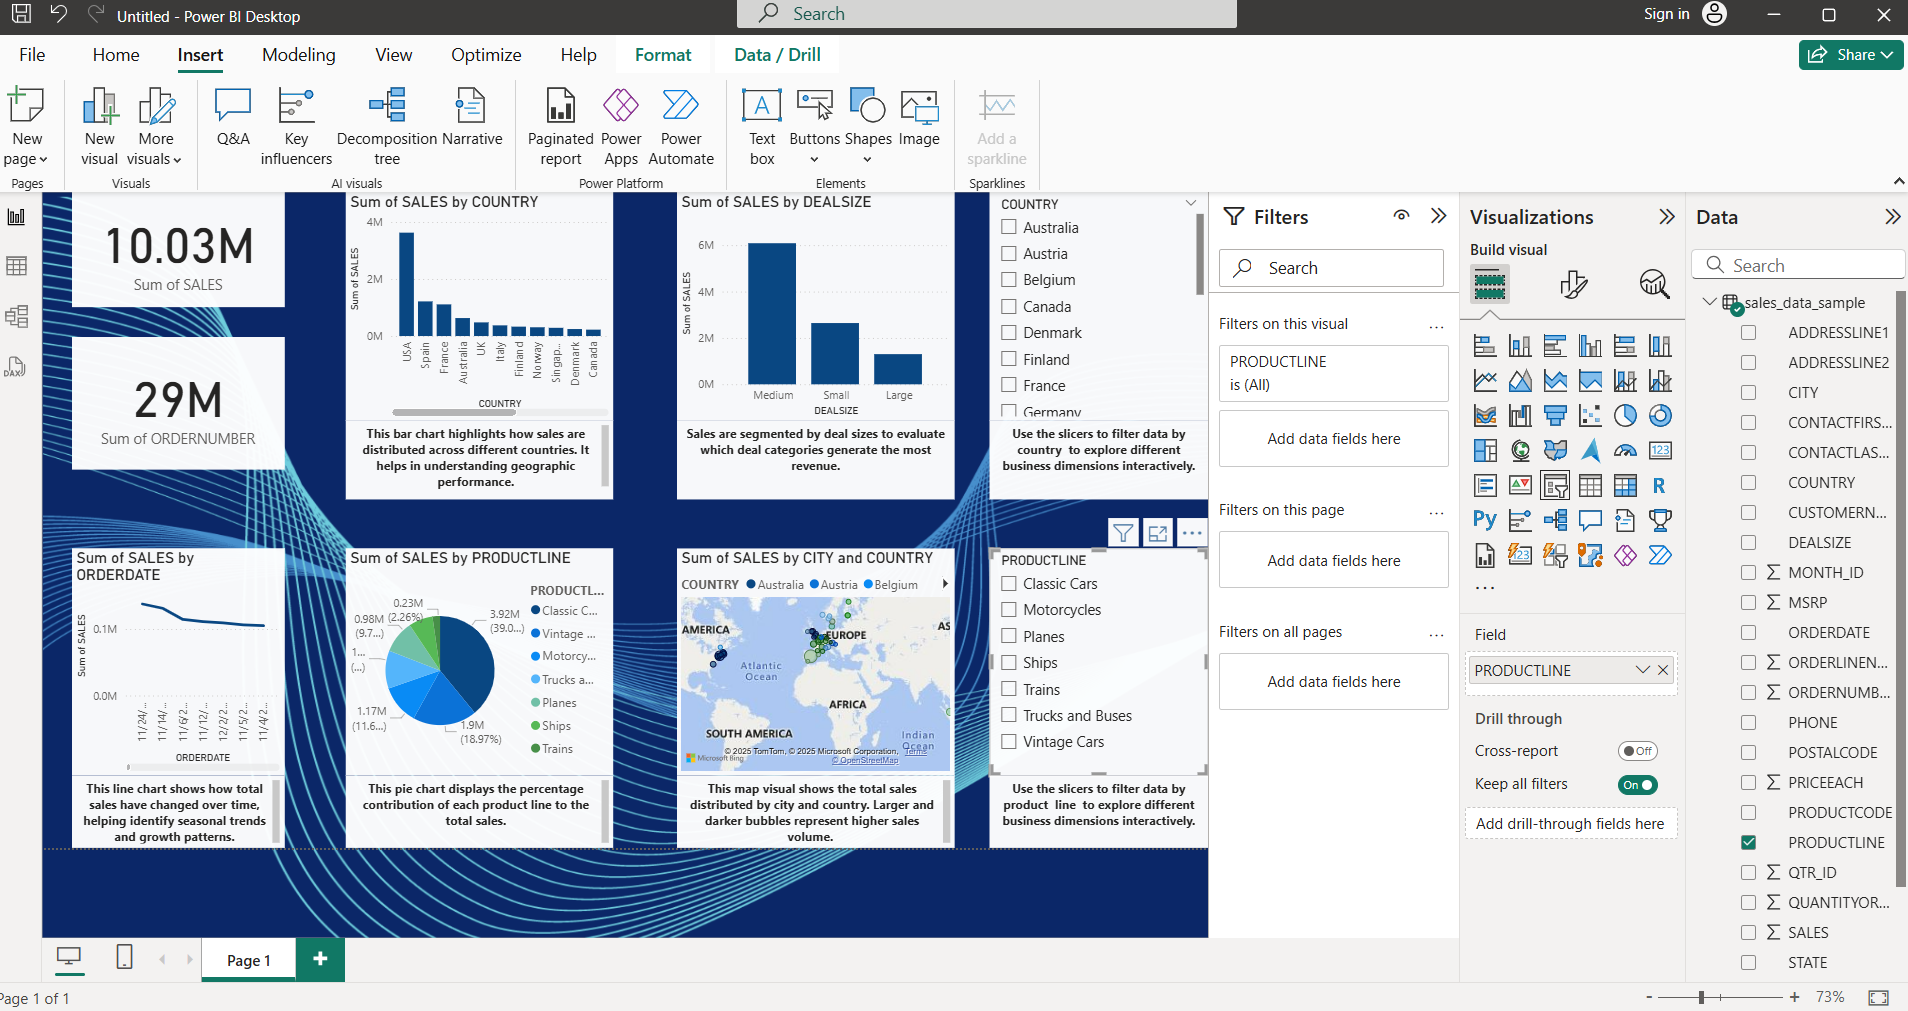 Untitled - Power BI Desktop
Search
Sign in
File
Home
Insert
Modeling
View
Optimize
Help
Format
Data / Drill
Share
New page
New visual
More visuals
Q&A
Key influencers
Decomposition tree
Narrative
Paginated report
Power Apps
Power Automate
Text box
Buttons
Shapes
Image
Add a sparkline
Pages
Visuals
AI visuals
Power Platform
Elements
Sparklines
DAX
10.03M
Sum of SALES
29M
Sum of ORDERNUMBER
Sum of SALES by COUNTRY
Sum of SALES
4M
2M
0M
USA
Spain
France
Australia
UK
Italy
Finland
Norway
Singap...
Denmark
Canada
COUNTRY
This bar chart highlights how sales are
distributed across different countries. It
helps in understanding geographic
performance.
Sum of SALES by DEALSIZE
Sum of SALES
6M
4M
2M
0M
Medium
Small
Large
DEALSIZE
Sales are segmented by deal sizes to evaluate
which deal categories generate the most
revenue.
COUNTRY
Australia
Austria
Belgium
Canada
Denmark
Finland
France
Germany
Use the slicers to filter data by
country to explore different
business dimensions interactively.
Sum of SALES by
ORDERDATE
Sum of SALES
0.1M
0.0M
11/24/...
11/14/...
11/6/2...
11/12/...
12/2/2...
11/5/2...
11/4/2...
ORDERDATE
This line chart shows how total
sales have changed over time,
helping identify seasonal trends
and growth patterns.
Sum of SALES by PRODUCTLINE
0.23M
(2.26%)
0.98M
(9.7...)
1...
(...)
1.17M
(11.6...)
1.9M
(18.97%)
3.92M
(39.0...)
PRODUCTL...
Classic C...
Vintage ...
Motorcy...
Trucks a...
Planes
Ships
Trains
This pie chart displays the percentage
contribution of each product line to the
total sales.
Sum of SALES by CITY and COUNTRY
COUNTRY
Australia
Austria
Belgium
AMERICA
EUROPE
AS
Atlantic
Ocean
AFRICA
SOUTH AMERICA
Indian
Ocean
Microsoft Bing
© 2025 TomTom, © 2025 Microsoft Corporation,
Terms
© OpenStreetMap
This map visual shows the total sales
distributed by city and country. Larger and
darker bubbles represent higher sales
volume.
PRODUCTLINE
Classic Cars
Motorcycles
Planes
Ships
Trains
Trucks and Buses
Vintage Cars
Use the slicers to filter data by
product line to explore different
business dimensions interactively.
Filters
Search
Filters on this visual
...
PRODUCTLINE
is (All)
Add data fields here
Filters on this page
...
Add data fields here
Filters on all pages
...
Add data fields here
Visualizations
Build visual
123
R
Py
123
...
Field
PRODUCTLINE
Drill through
Cross-report
Off
Keep all filters
On
Add drill-through fields here
Data
Search
sales_data_sample
ADDRESSLINE1
ADDRESSLINE2
CITY
CONTACTFIRS...
CONTACTLAS...
COUNTRY
CUSTOMERN...
DEALSIZE
MONTH_ID
MSRP
ORDERDATE
ORDERLINEN...
ORDERNUMB...
PHONE
POSTALCODE
PRICEEACH
PRODUCTCODE
PRODUCTLINE
QTR_ID
QUANTITYOR...
SALES
STATE
Page 1
Page 1 of 1
73%